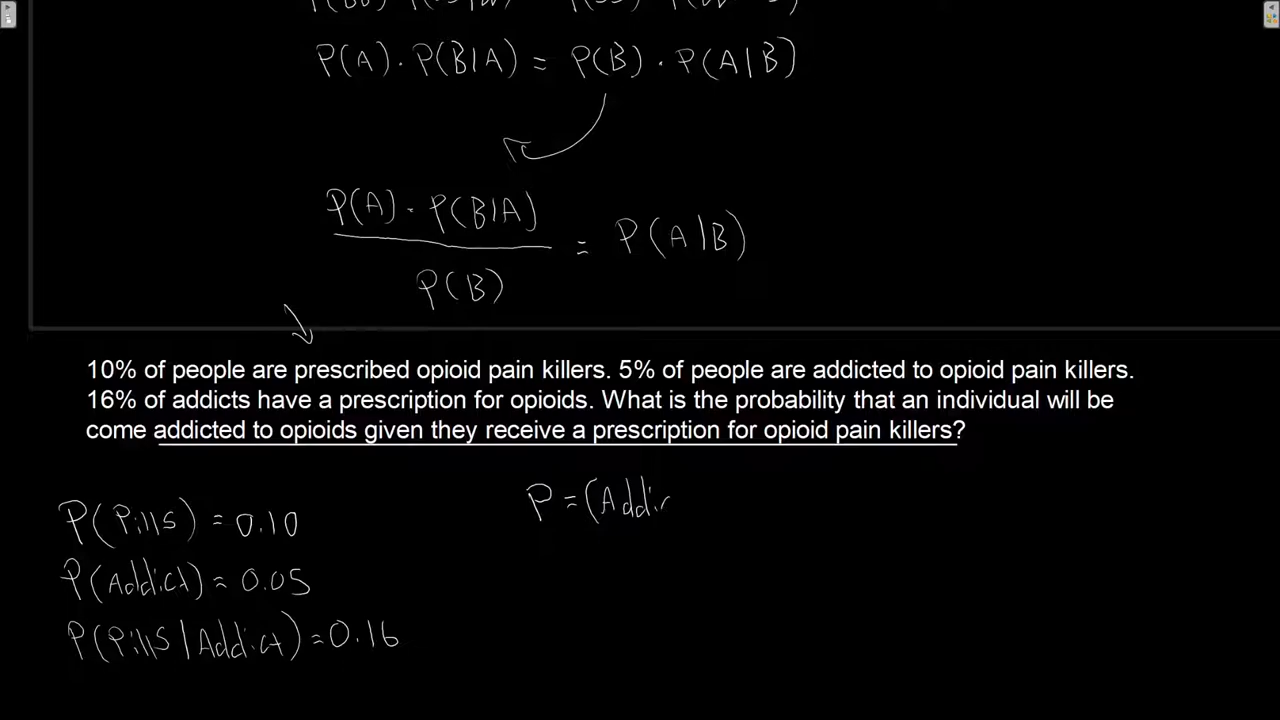 P(A) · P(B|A) = P(B) · P(A|B)
P(A) · P(B|A)
P(B)
= P(A|B)
10% of people are prescribed opioid pain killers. 5% of people are addicted to opioid pain killers.
16% of addicts have a prescription for opioids. What is the probability that an individual will be
come addicted to opioids given they receive a prescription for opioid pain killers?
P(Pills) = 0.10
P(Addict) = 0.05
P(Pills|Addict) = 0.16
P = (Addi